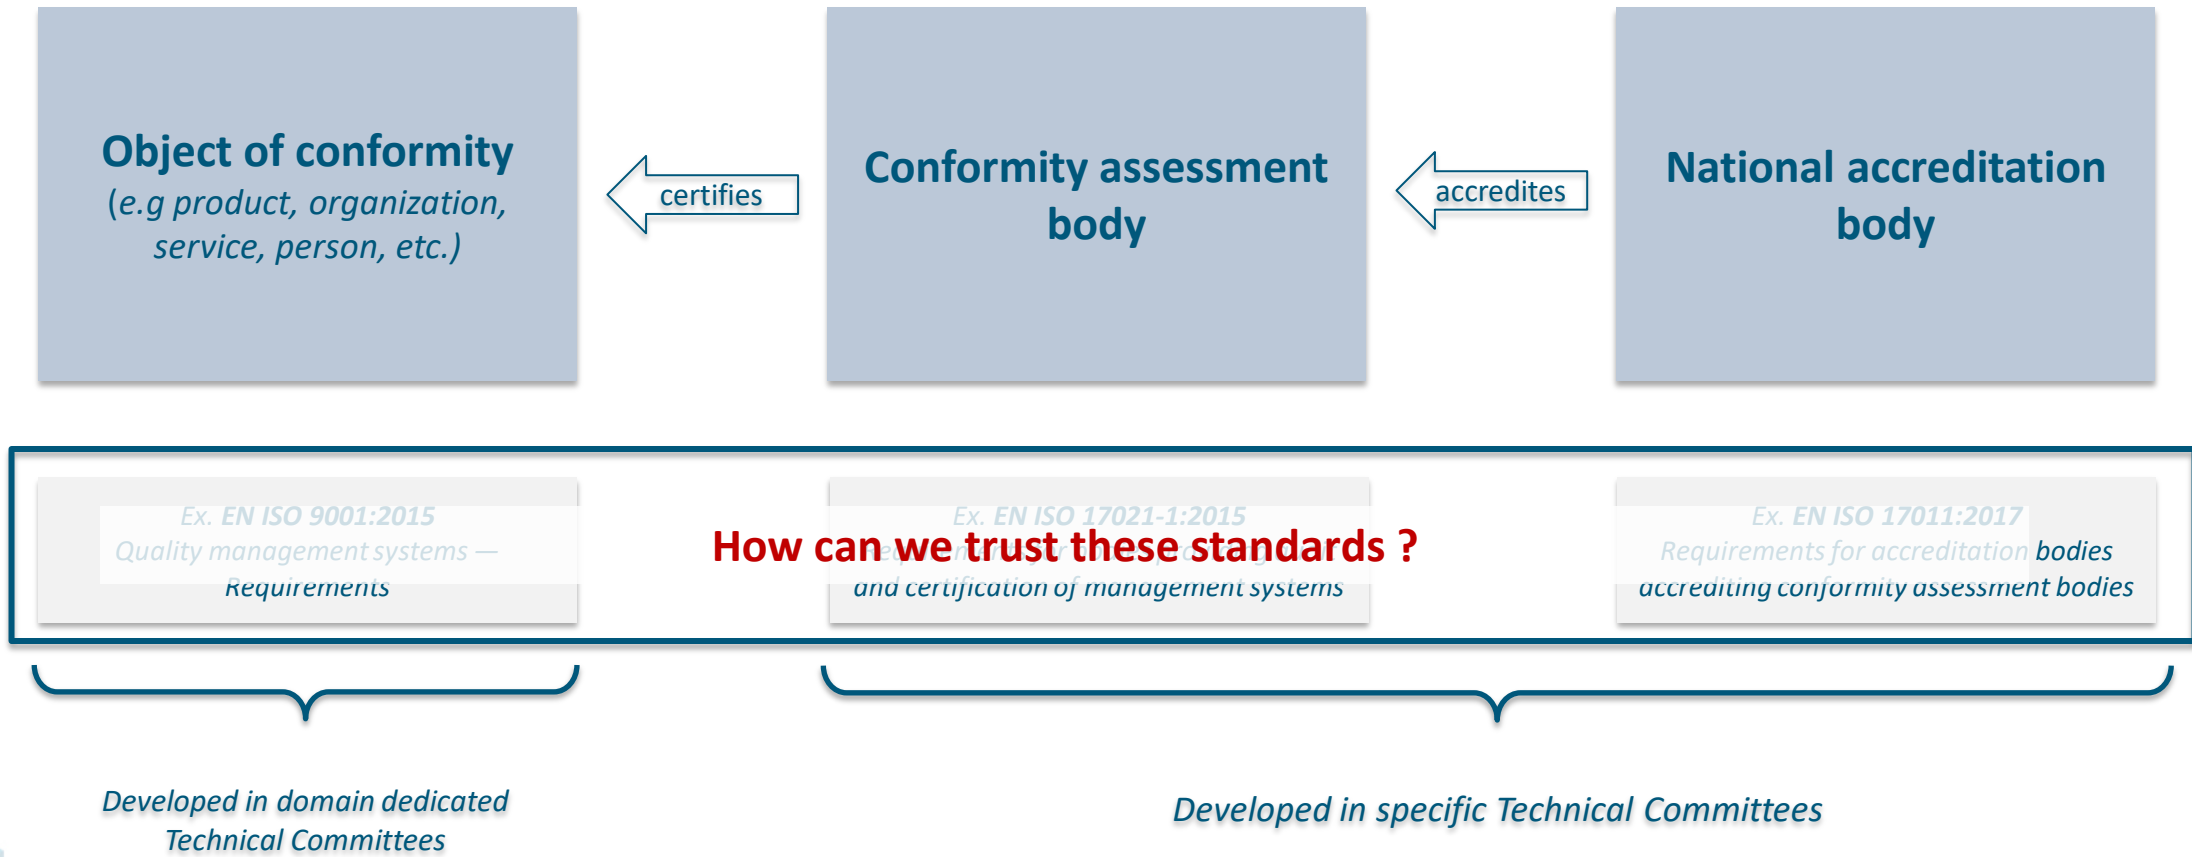 Object of conformity
(e.g product, organization,
service, person, etc.)
certifies
Conformity assessment
body
accredites
National accreditation
body
Ex. EN ISO 9001:2015
Quality management systems —
Requirements
Ex. EN ISO 17021-1:2015
and certification of management systems
How can we trust these standards ?
Ex. EN ISO 17011:2017
Requirements for accreditation bodies
accrediting conformity assessment bodies
Developed in domain dedicated
Technical Committees
Developed in specific Technical Committees